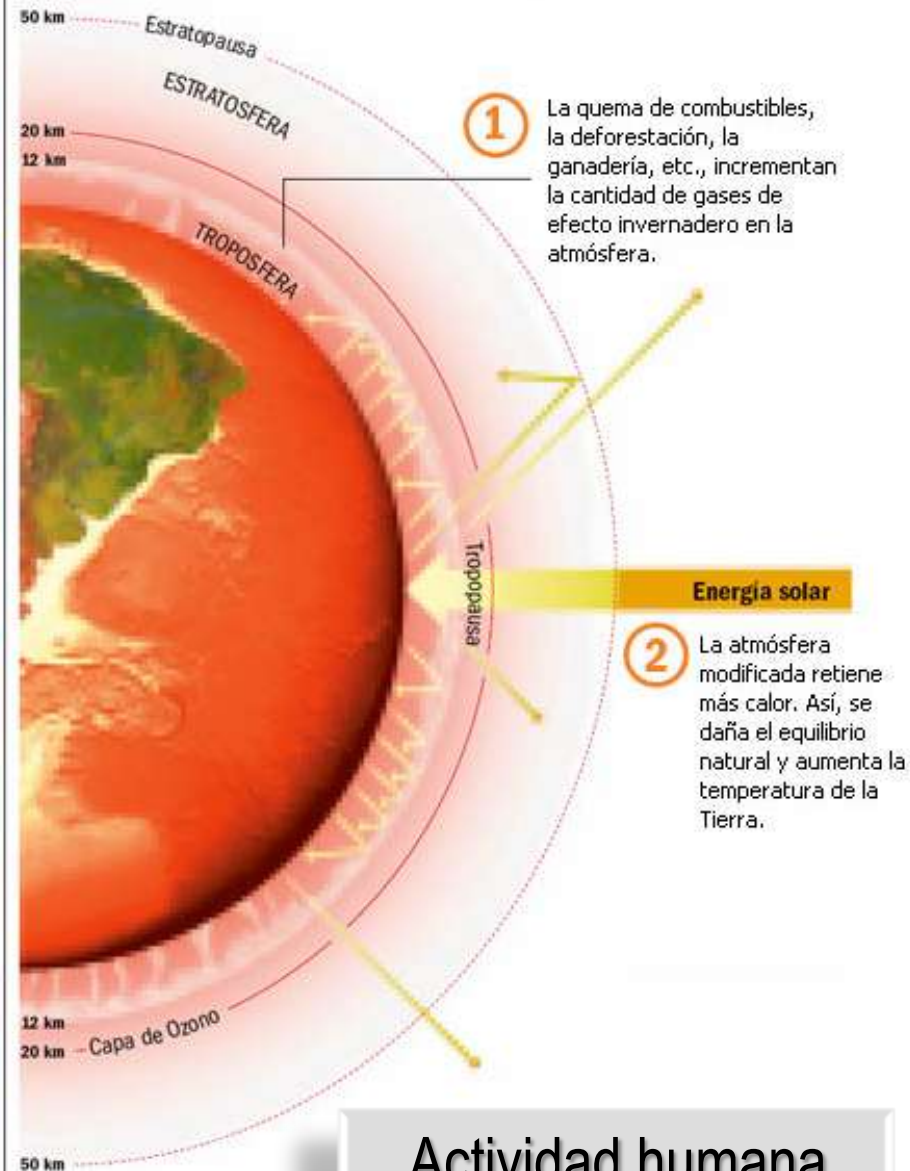 50 km
Estratopausa
ESTRATOSFERA
20 km
12 km
TROPOSFERA
1
La quema de combustibles,
la deforestación, la
ganadería, etc., incrementan
la cantidad de gases de
efecto invernadero en la
atmósfera.
Tropopausa
Energía solar
2
La atmósfera
modificada retiene
más calor. Así, se
daña el equilibrio
natural y aumenta la
temperatura de la
Tierra.
12 km
20 km
Capa de Ozono
50 km
Actividad humana